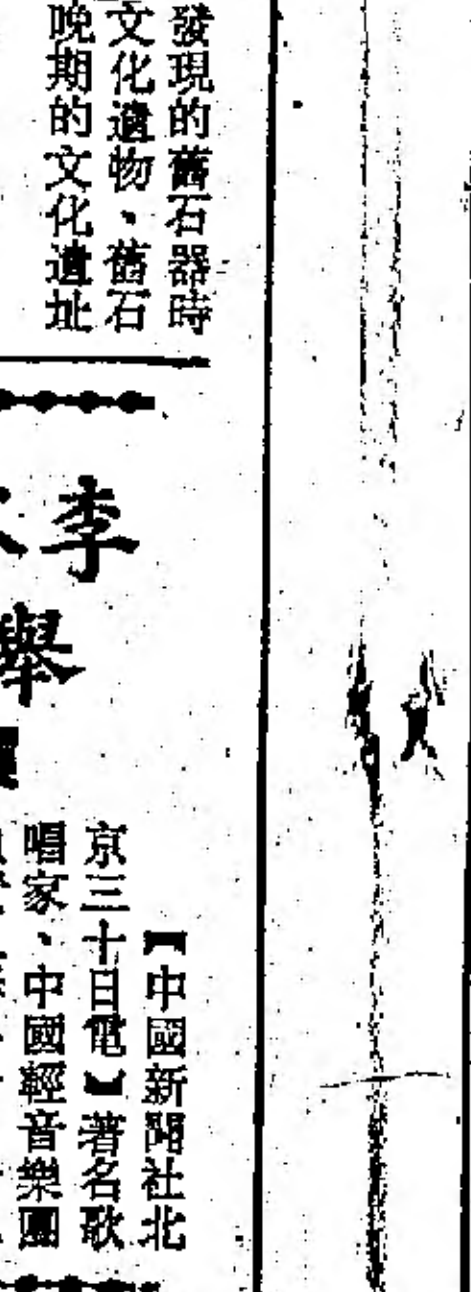 發現的舊石器時
文化遺物、舊石
晚期的文化遺址
李
舉
【中國新聞社北
京三十日電】著名歌
唱家、中國輕音樂團